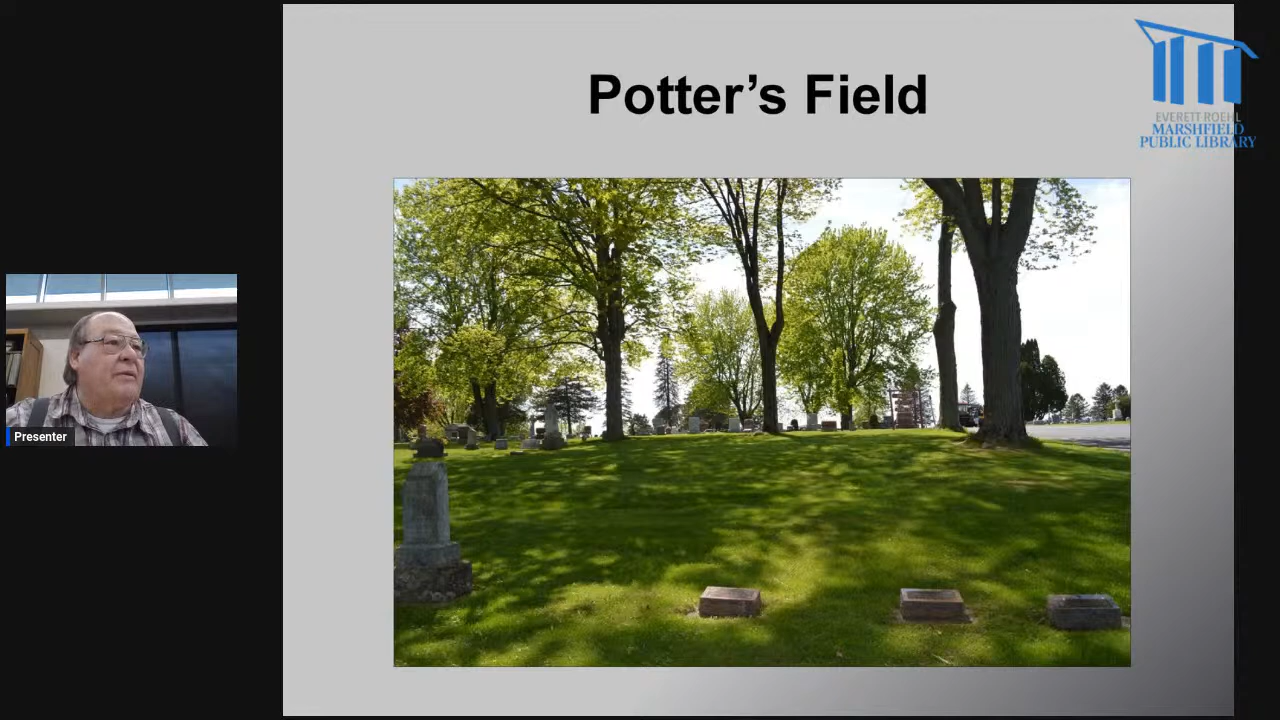 Potter’s Field
EVERETT ROEHL
MARSHFIELD
PUBLIC LIBRARY
Presenter